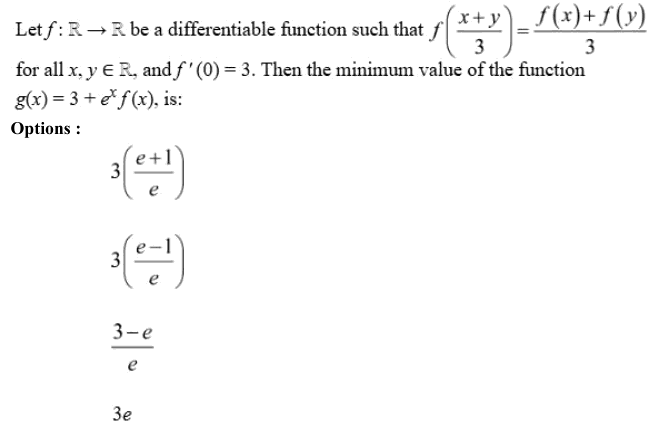 Let f : ℝ → ℝ be a differentiable function such that f((x+y)/3) = (f(x)+f(y))/3
for all x, y ∈ ℝ, and f '(0) = 3. Then the minimum value of the function
g(x) = 3 + eˣ f (x), is:
Options :
3((e+1)/e)
3((e−1)/e)
(3−e)/e
3e